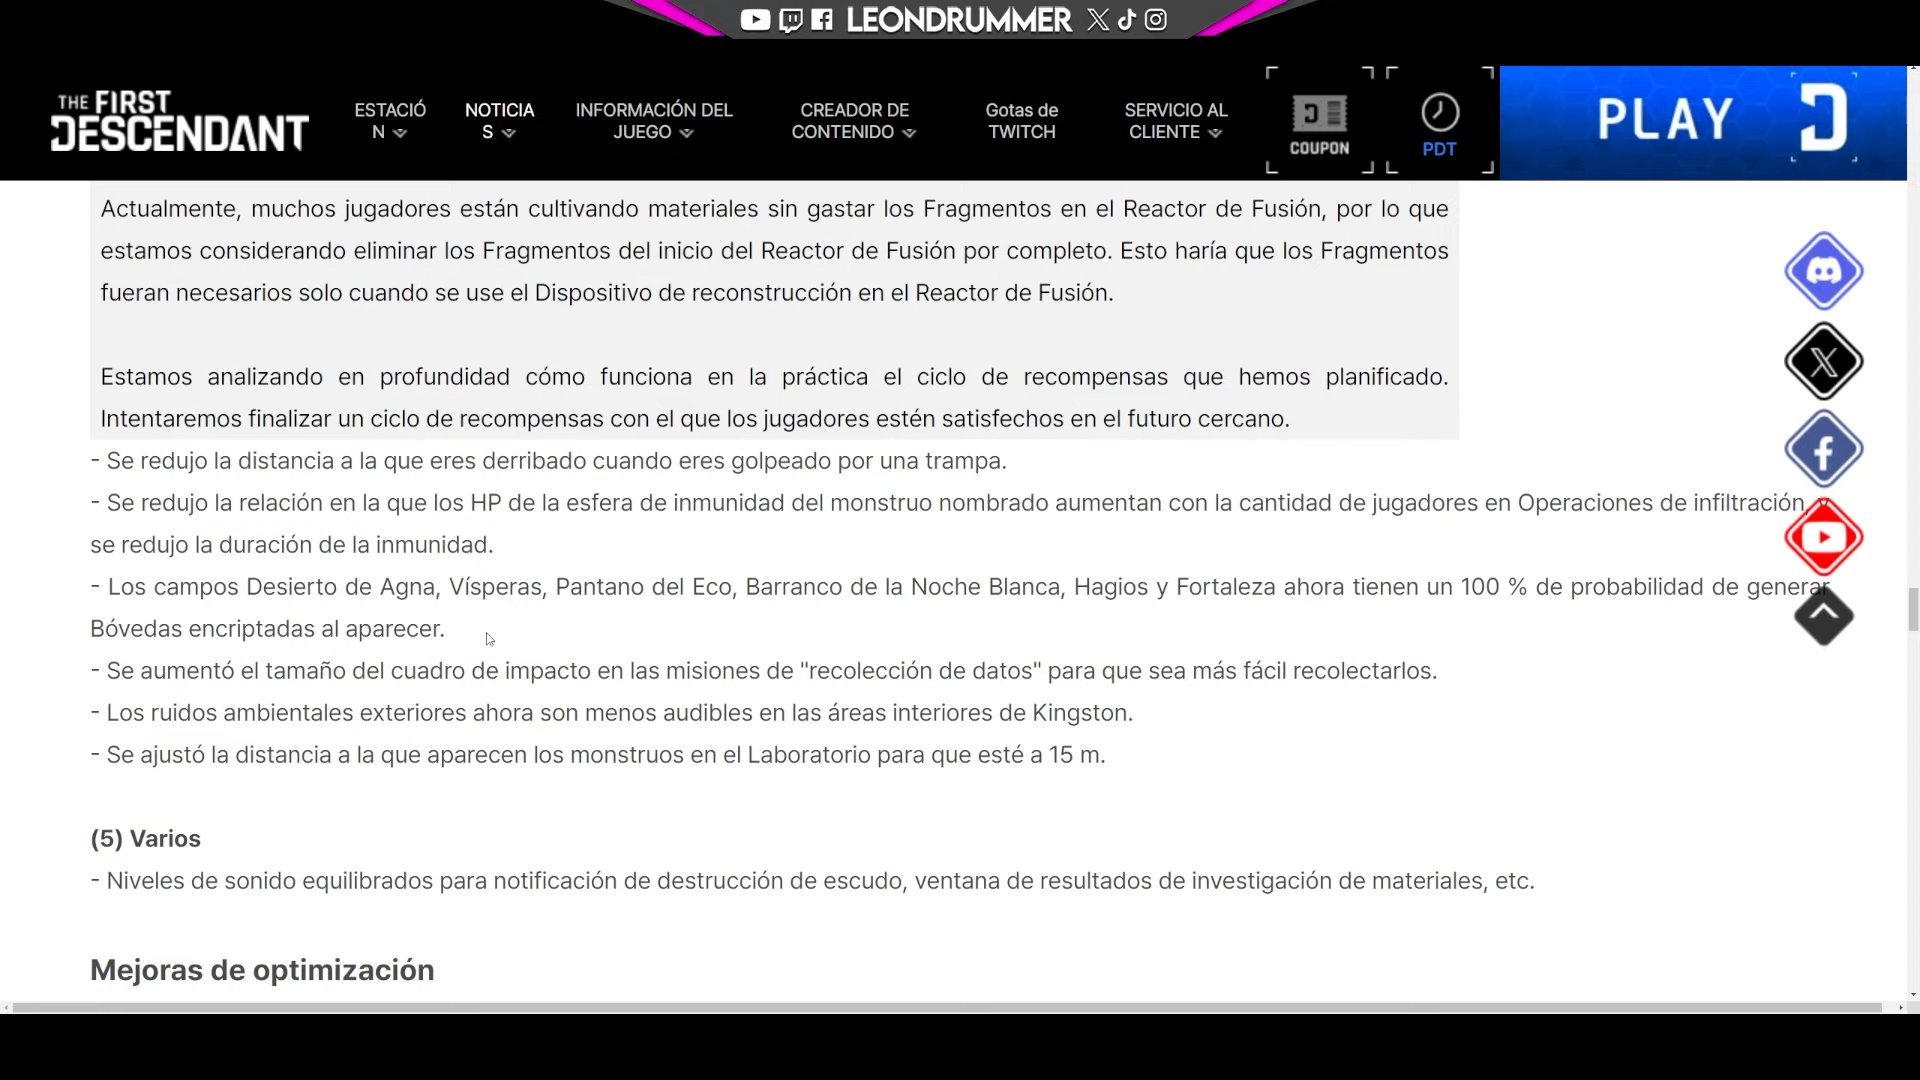 LEONDRUMMER
THE FIRST
DESCENDANT
ESTACIÓ
N
NOTICIA
S
INFORMACIÓN DEL
JUEGO
CREADOR DE
CONTENIDO
Gotas de
TWITCH
SERVICIO AL
CLIENTE
COUPON
PDT
PLAY
Actualmente, muchos jugadores están cultivando materiales sin gastar los Fragmentos en el Reactor de Fusión, por lo que
estamos considerando eliminar los Fragmentos del inicio del Reactor de Fusión por completo. Esto haría que los Fragmentos
fueran necesarios solo cuando se use el Dispositivo de reconstrucción en el Reactor de Fusión.
Estamos analizando en profundidad cómo funciona en la práctica el ciclo de recompensas que hemos planificado.
Intentaremos finalizar un ciclo de recompensas con el que los jugadores estén satisfechos en el futuro cercano.
- Se redujo la distancia a la que eres derribado cuando eres golpeado por una trampa.
- Se redujo la relación en la que los HP de la esfera de inmunidad del monstruo nombrado aumentan con la cantidad de jugadores en Operaciones de infiltración, y
se redujo la duración de la inmunidad.
- Los campos Desierto de Agna, Vísperas, Pantano del Eco, Barranco de la Noche Blanca, Hagios y Fortaleza ahora tienen un 100 % de probabilidad de generar
Bóvedas encriptadas al aparecer.
- Se aumentó el tamaño del cuadro de impacto en las misiones de "recolección de datos" para que sea más fácil recolectarlos.
- Los ruidos ambientales exteriores ahora son menos audibles en las áreas interiores de Kingston.
- Se ajustó la distancia a la que aparecen los monstruos en el Laboratorio para que esté a 15 m.
(5) Varios
- Niveles de sonido equilibrados para notificación de destrucción de escudo, ventana de resultados de investigación de materiales, etc.
Mejoras de optimización